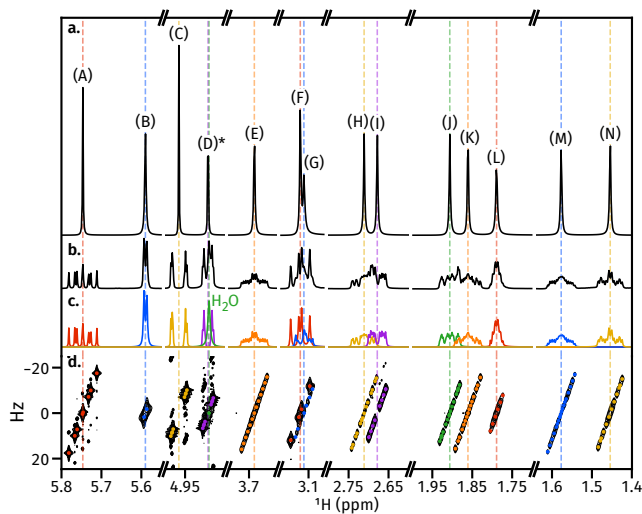 a.
(A)
(B)
(C)
(D)*
(E)
(F)
(G)
(H)
(I)
(J)
(K)
(L)
(M)
(N)
b.
c.
H₂O
d.
Hz
−20
0
20
5.8
5.7
5.6
4.95
3.7
3.1
2.75
2.65
1.95
1.85
1.75
1.6
1.5
1.4
¹H (ppm)